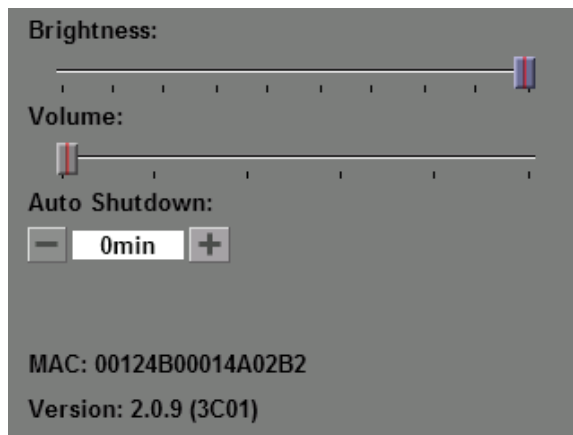 Brightness:
Volume:
Auto Shutdown:
0min
MAC: 00124B00014A02B2
Version: 2.0.9 (3C01)